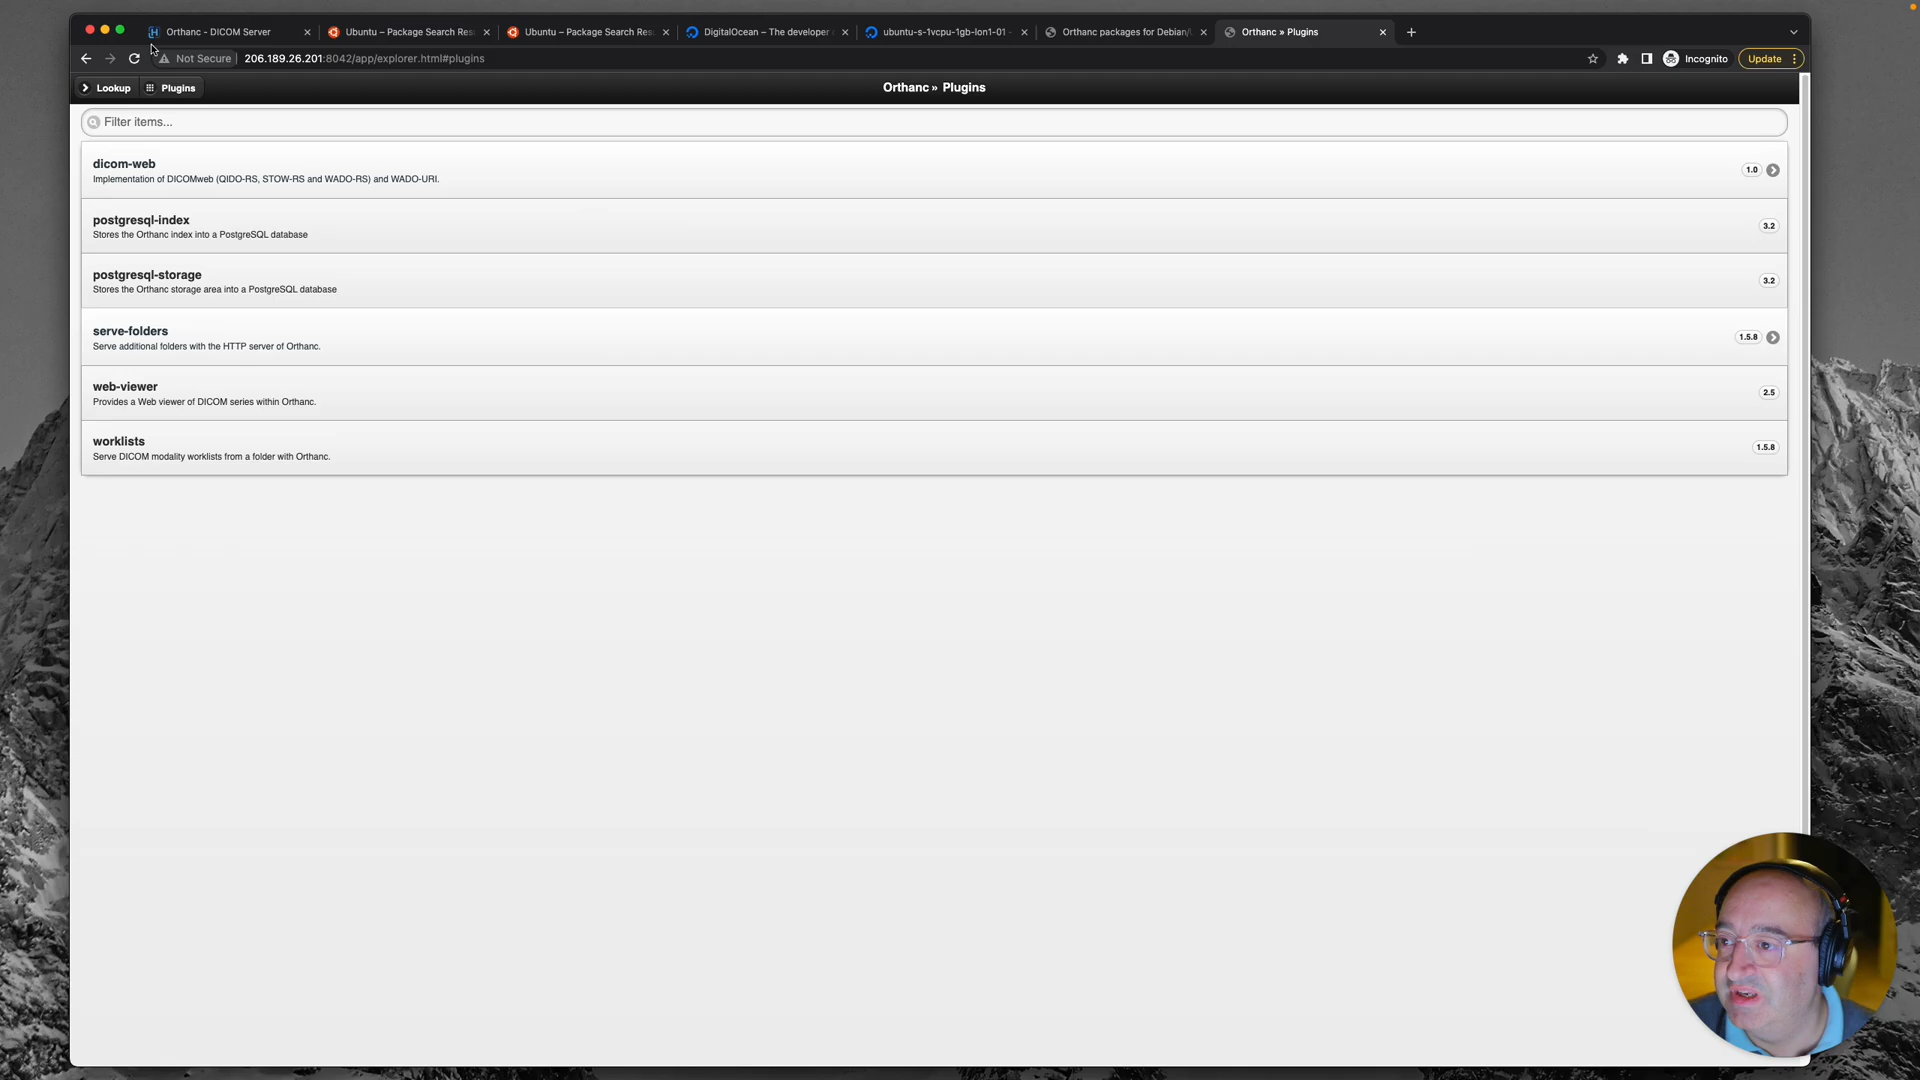 Orthanc - DICOM Server
Ubuntu – Package Search Res
Ubuntu – Package Search Res
DigitalOcean – The developer
ubuntu-s-1vcpu-1gb-lon1-01 -
Orthanc packages for Debian/
Orthanc » Plugins
Not Secure
206.189.26.201:8042/app/explorer.html#plugins
Incognito
Update
Lookup
Plugins
Orthanc » Plugins
Filter items...
dicom-web
Implementation of DICOMweb (QIDO-RS, STOW-RS and WADO-RS) and WADO-URI.
1.0
postgresql-index
Stores the Orthanc index into a PostgreSQL database
3.2
postgresql-storage
Stores the Orthanc storage area into a PostgreSQL database
3.2
serve-folders
Serve additional folders with the HTTP server of Orthanc.
1.5.8
web-viewer
Provides a Web viewer of DICOM series within Orthanc.
2.5
worklists
Serve DICOM modality worklists from a folder with Orthanc.
1.5.8